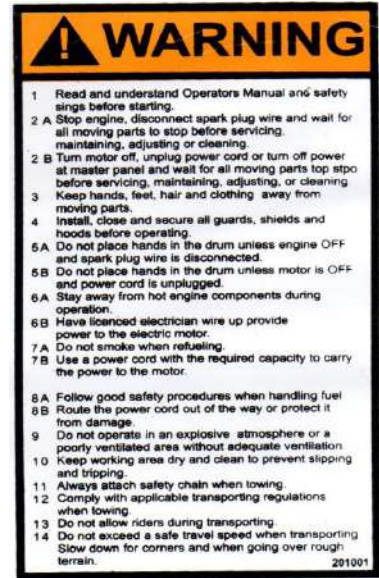 WARNING
1 Read and understand Operators Manual and safety
sings before starting.
2 A Stop engine, disconnect spark plug wire and wait for
all moving parts to stop before servicing.
maintaining, adjusting or cleaning.
2 B Turn motor off, unplug power cord or turn off power
at master panel and wait for all moving parts top stpo
before servicing, maintaining, adjusting, or cleaning
3 Keep hands, feet, hair and clothing away from
moving parts.
4 Install, close and secure all guards, shields and
hoods before operating.
5A Do not place hands in the drum unless engine OFF
and spark plug wire is disconnected.
5B Do not place hands in the drum unless motor is OFF
and power cord is unplugged.
6A Stay away from hot engine components during
operation.
6B Have licenced electrician wire up provide
power to the electric motor.
7A Do not smoke when refueling.
7B Use a power cord with the required capacity to carry
the power to the motor.
8A Follow good safety procedures when handling fuel
8B Route the power cord out of the way or protect it
from damage.
9 Do not operate in an explosive atmosphere or a
poorly ventilated area without adequate ventilation
10 Keep working area dry and clean to prevent slipping
and tripping.
11 Always attach safety chain when towing.
12 Comply with applicable transporting regulations
when towing.
13 Do not allow riders during transporting.
14 Do not exceed a safe travel speed when transporting
Slow down for corners and when going over rough
terrain.
201001